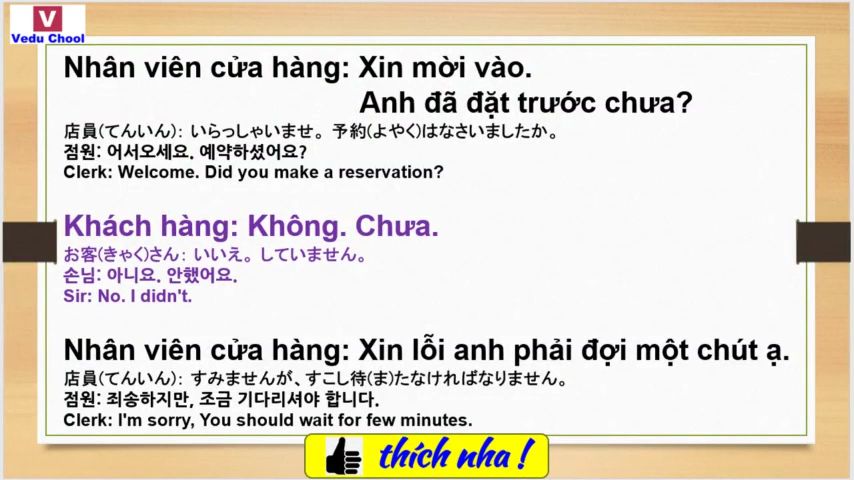 V
Vedu Chool
Nhân viên cửa hàng: Xin mời vào.
Anh đã đặt trước chưa?
店員(てんいん): いらっしゃいませ。 予約(よやく)はなさいましたか。
점원: 어서오세요. 예약하셨어요?
Clerk: Welcome. Did you make a reservation?
Khách hàng: Không. Chưa.
お客(きゃく)さん: いいえ。 していません。
손님: 아니요. 안했어요.
Sir: No. I didn't.
Nhân viên cửa hàng: Xin lỗi anh phải đợi một chút ạ.
店員(てんいん): すみませんが、すこし待(ま)たなければなりません。
점원: 죄송하지만, 조금 기다리셔야 합니다.
Clerk: I'm sorry, You should wait for few minutes.
thích nha !